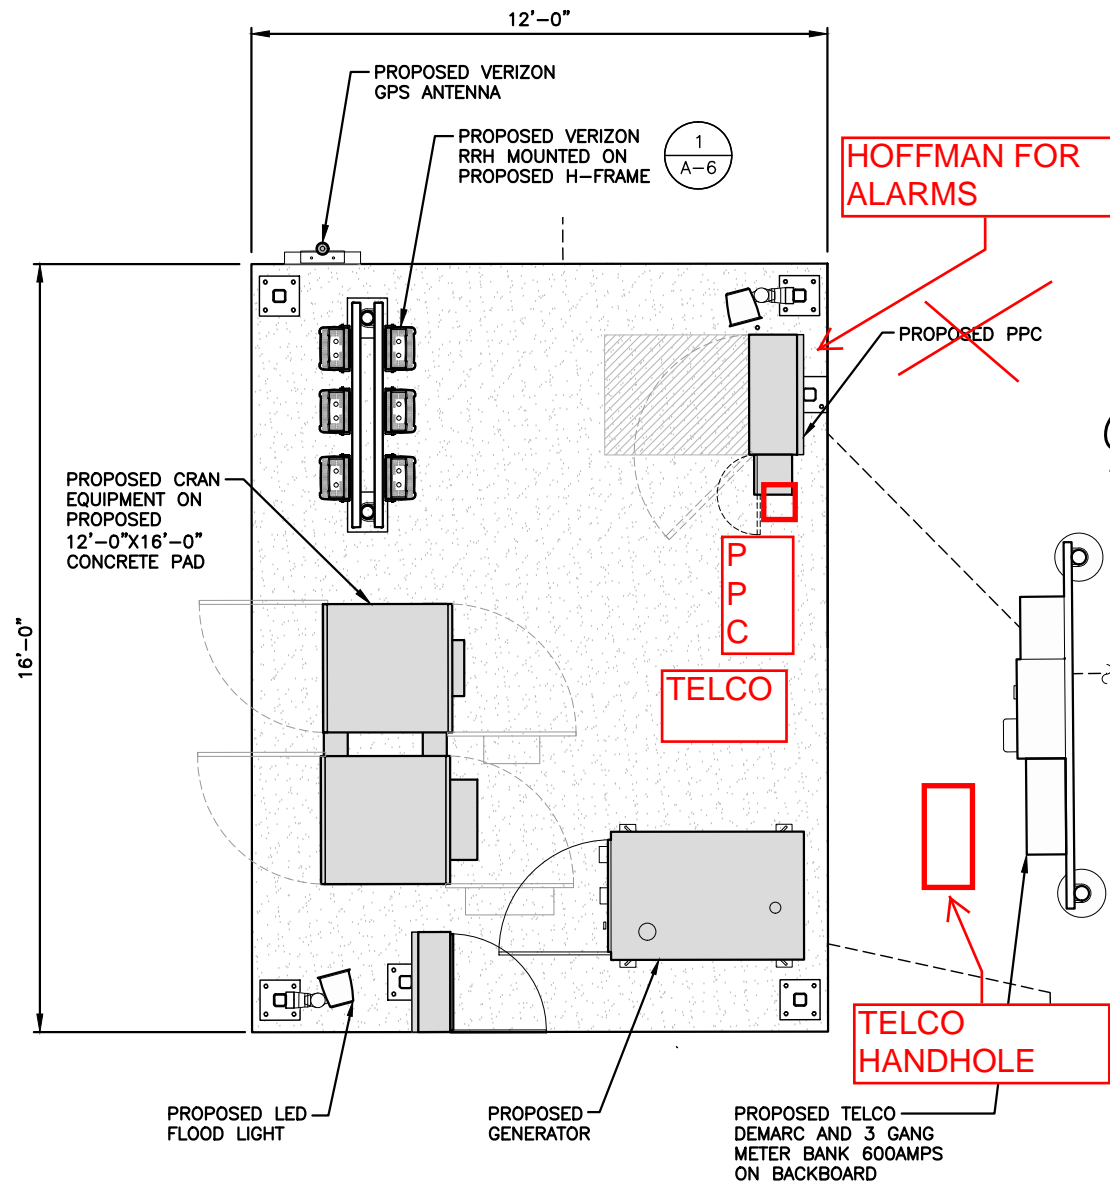 12'-0"
PROPOSED VERIZON
GPS ANTENNA
PROPOSED VERIZON
RRH MOUNTED ON
PROPOSED H-FRAME
1
A-6
HOFFMAN FOR
ALARMS
PROPOSED PPC
PROPOSED CRAN
EQUIPMENT ON
PROPOSED
12'-0"X16'-0"
CONCRETE PAD
16'-0"
P
P
C
TELCO
TELCO
HANDHOLE
PROPOSED LED
FLOOD LIGHT
PROPOSED
GENERATOR
PROPOSED TELCO
DEMARC AND 3 GANG
METER BANK 600AMPS
ON BACKBOARD